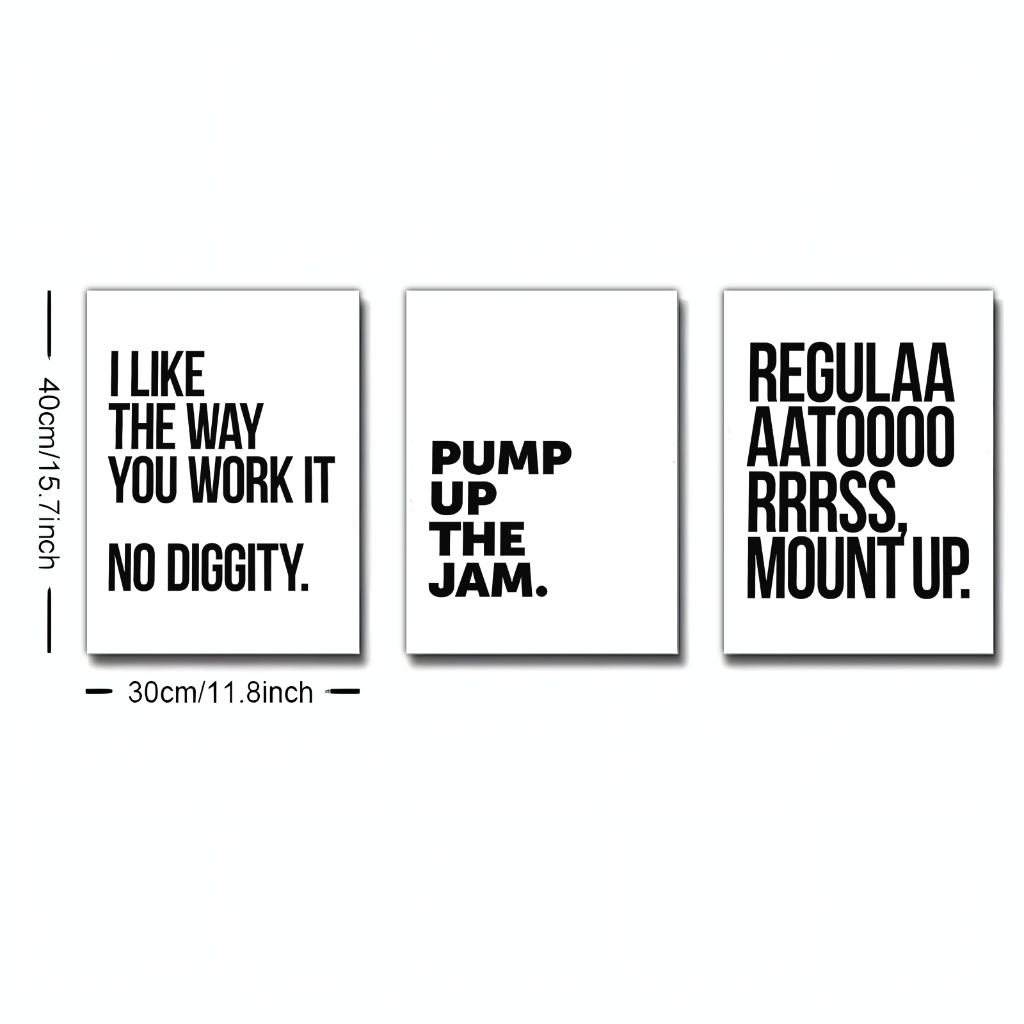 40cm/15.7inch
I LIKE
THE WAY
YOU WORK IT
NO DIGGITY.
30cm/11.8inch
PUMP
UP
THE
JAM.
REGULAA
AATOOOO
RRRSS,
MOUNT UP.